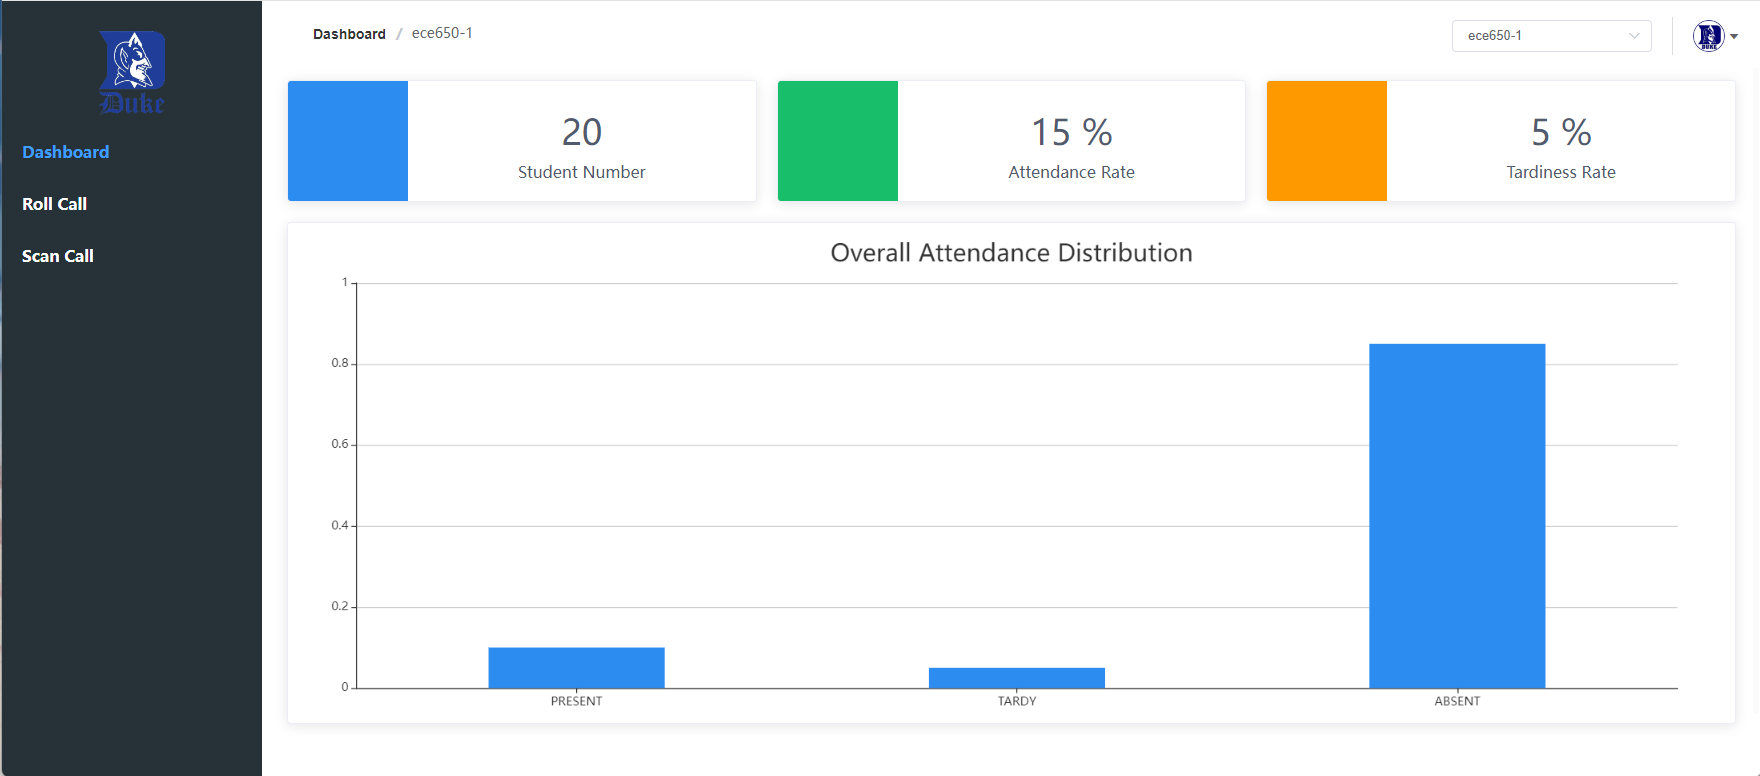 Duke
Dashboard
Roll Call
Scan Call
Dashboard / ece650-1
ece650-1
20
Student Number
15 %
Attendance Rate
5 %
Tardiness Rate
Overall Attendance Distribution
1
0.8
0.6
0.4
0.2
0
PRESENT TARDY ABSENT